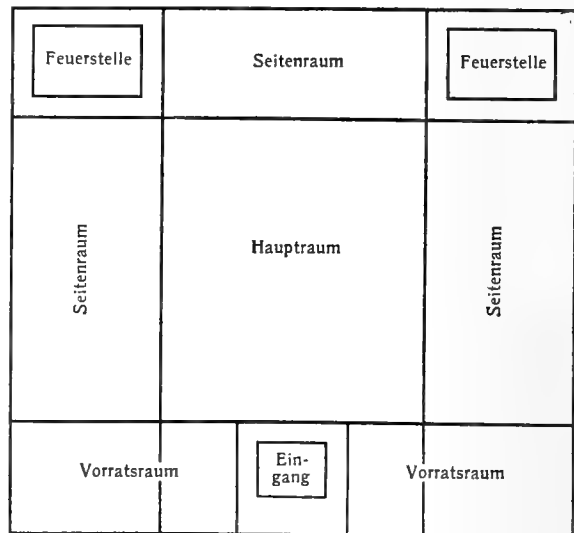 Feuerstelle
Seitenraum
Feuerstelle
Seitenraum
Hauptraum
Seitenraum
Vorratsraum
Ein-
gang
Vorratsraum